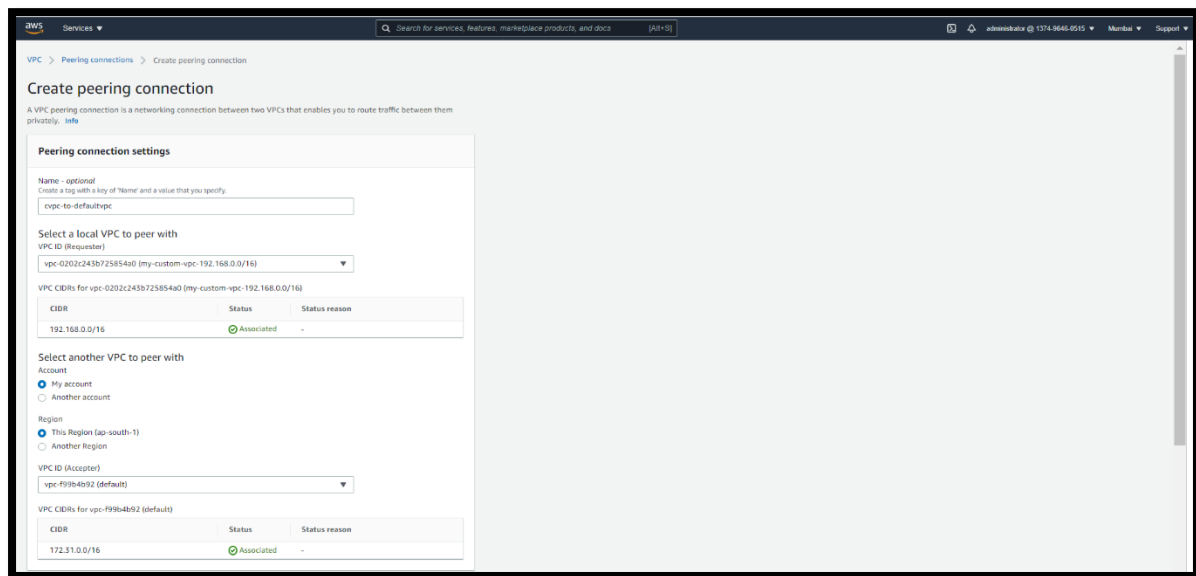 aws
Services ▼
Search for services, features, marketplace products, and docs [Alt+S]
administrator @ 1374-9646-0515 ▼ Mumbai ▼ Support ▼
VPC > Peering connections > Create peering connection
Create peering connection
A VPC peering connection is a networking connection between two VPCs that enables you to route traffic between them
privately. Info
Peering connection settings
Name - optional
Create a tag with a key of 'Name' and a value that you specify.
cvpc-to-defaultvpc
Select a local VPC to peer with
VPC ID (Requester)
vpc-0202c243b725854a0 (my-custom-vpc-192.168.0.0/16)
VPC CIDRs for vpc-0202c243b725854a0 (my-custom-vpc-192.168.0.0/16)
CIDR Status Status reason
192.168.0.0/16 Associated -
Select another VPC to peer with
Account
My account
Another account
Region
This Region (ap-south-1)
Another Region
VPC ID (Accepter)
vpc-f99b4b92 (default)
VPC CIDRs for vpc-f99b4b92 (default)
CIDR Status Status reason
172.31.0.0/16 Associated -